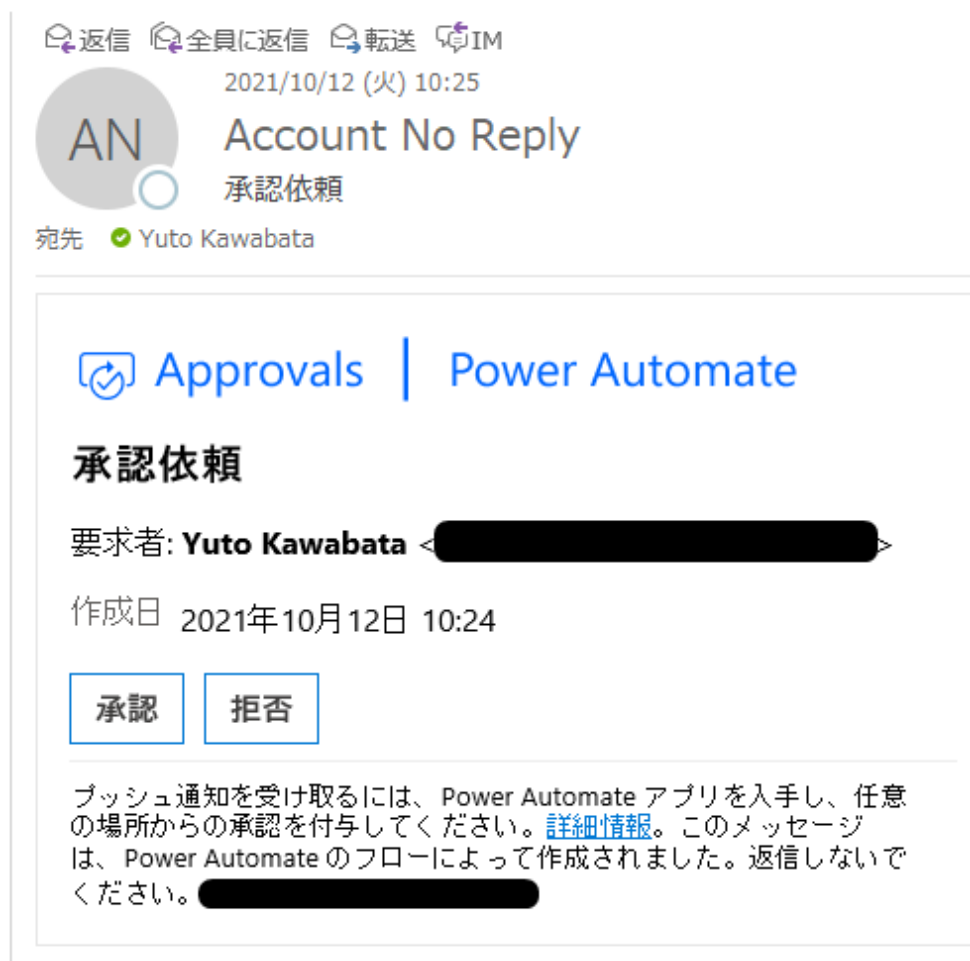 返信 全員に返信 転送 IM
2021/10/12 (火) 10:25
AN
Account No Reply
承認依頼
宛先 Yuto Kawabata
Approvals | Power Automate
承認依頼
要求者: Yuto Kawabata < >
作成日 2021年10月12日 10:24
承認 拒否
プッシュ通知を受け取るには、Power Automate アプリを入手し、任意
の場所からの承認を付与してください。詳細情報。このメッセージ
は、Power Automate のフローによって作成されました。返信しないで
ください。